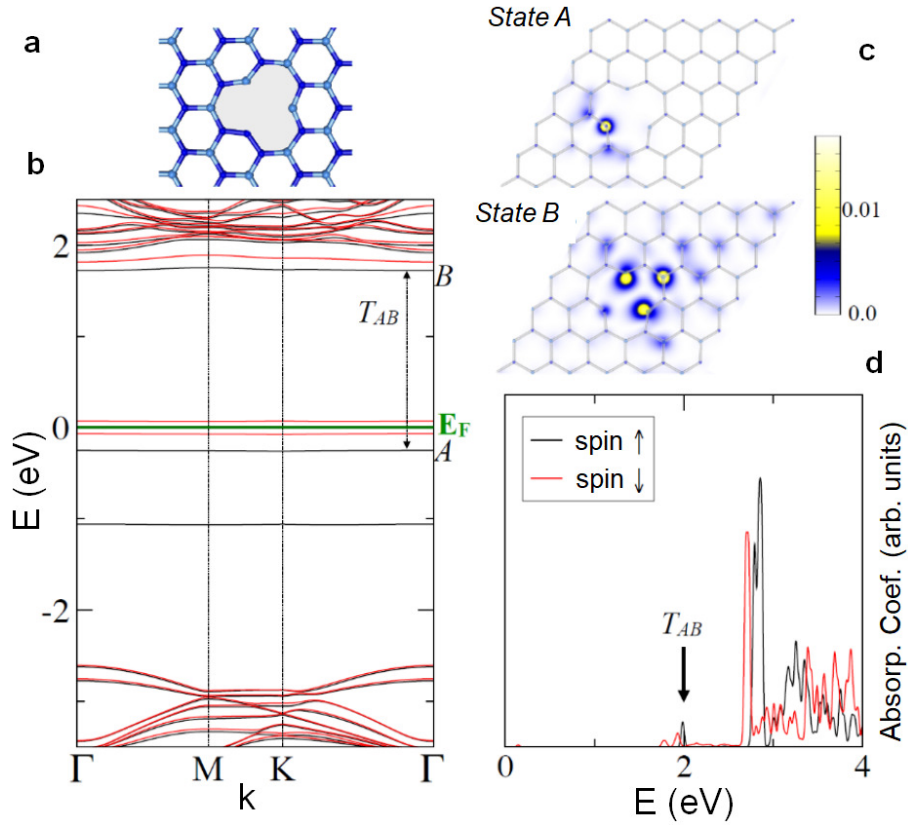 a
b
2
0
-2
E (eV)
B
T_AB
E_F
A
Γ
M
K
Γ
k
State A
c
State B
0.01
0.0
d
spin ↑
spin ↓
T_AB
0
2
4
E (eV)
Absorp. Coef. (arb. units)